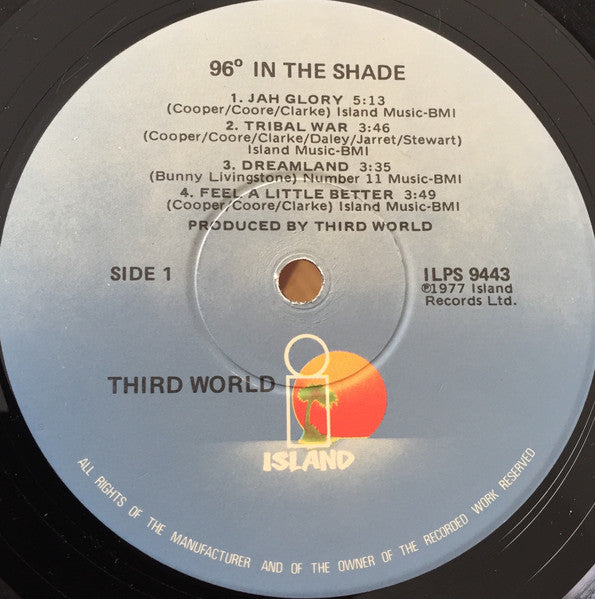 96º IN THE SHADE
1. JAH GLORY 5:13
(Cooper/Coore/Clarke) Island Music-BMI
2. TRIBAL WAR 3:46
(Cooper/Coore/Clarke/Daley/Jarret/Stewart)
Island Music-BMI
3. DREAMLAND 3:35
(Bunny Livingstone) Number 11 Music-BMI
4. FEEL A LITTLE BETTER 3:49
(Cooper/Coore/Clarke) Island Music-BMI
PRODUCED BY THIRD WORLD
SIDE 1
ILPS 9443
℗1977 Island
Records Ltd.
THIRD WORLD
i
ISLAND
ALL RIGHTS OF THE MANUFACTURER AND OF THE OWNER OF THE RECORDED WORK RESERVED